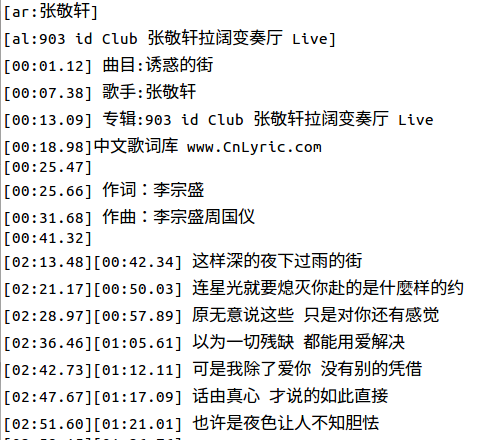 [ar:张敬轩]
[al:903 id Club 张敬轩拉阔变奏厅 Live]
[00:01.12] 曲目:诱惑的街
[00:07.38] 歌手:张敬轩
[00:13.09] 专辑:903 id Club 张敬轩拉阔变奏厅 Live
[00:18.98]中文歌词库 www.CnLyric.com
[00:25.47]
[00:25.66] 作词：李宗盛
[00:31.68] 作曲：李宗盛周国仪
[00:41.32]
[02:13.48][00:42.34] 这样深的夜下过雨的街
[02:21.17][00:50.03] 连星光就要熄灭你赴的是什麼样的约
[02:28.97][00:57.89] 原无意说这些 只是对你还有感觉
[02:36.46][01:05.61] 以为一切残缺 都能用爱解决
[02:42.73][01:12.11] 可是我除了爱你 没有别的凭借
[02:47.67][01:17.09] 话由真心 才说的如此直接
[02:51.60][01:21.01] 也许是夜色让人不知胆怯